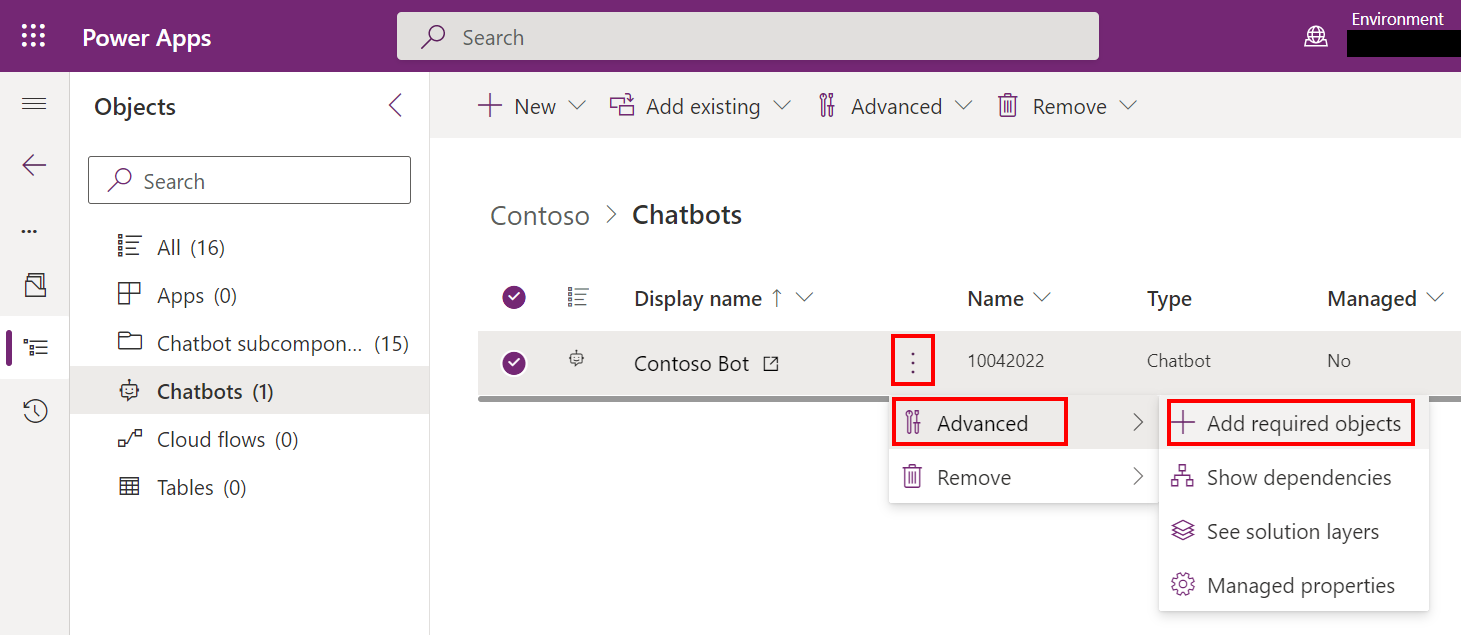 Power Apps
Search
Environment
Objects
Search
All (16)
Apps (0)
Chatbot subcompon... (15)
Chatbots (1)
Cloud flows (0)
Tables (0)
New
Add existing
Advanced
Remove
Contoso > Chatbots
Display name ↑
Name
Type
Managed
Contoso Bot
10042022
Chatbot
No
Advanced
Remove
Add required objects
Show dependencies
See solution layers
Managed properties